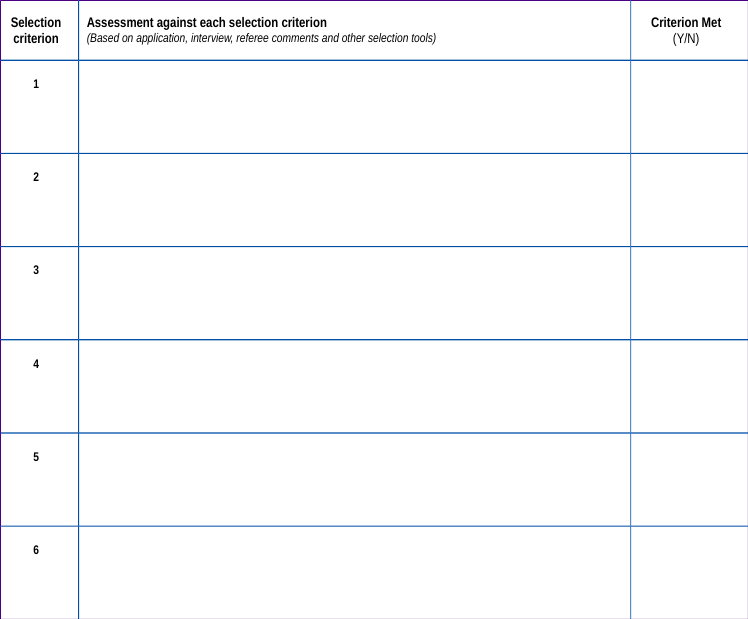 Selection
criterion
Assessment against each selection criterion
(Based on application, interview, referee comments and other selection tools)
Criterion Met
(Y/N)
1
2
3
4
5
6